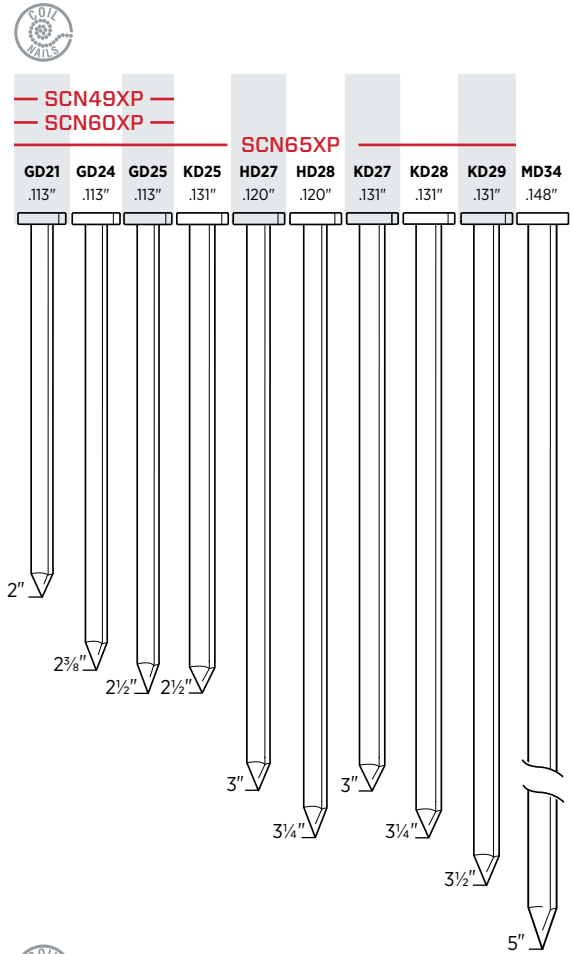 COIL
NAILS
SCN49XP
SCN60XP
SCN65XP
GD21 GD24 GD25 KD25 HD27 HD28 KD27 KD28 KD29 MD34
.113" .113" .113" .131" .120" .120" .131" .131" .131" .148"
2"
2⅜"
2½" 2½"
3" 3"
3¼" 3¼"
3½"
5"